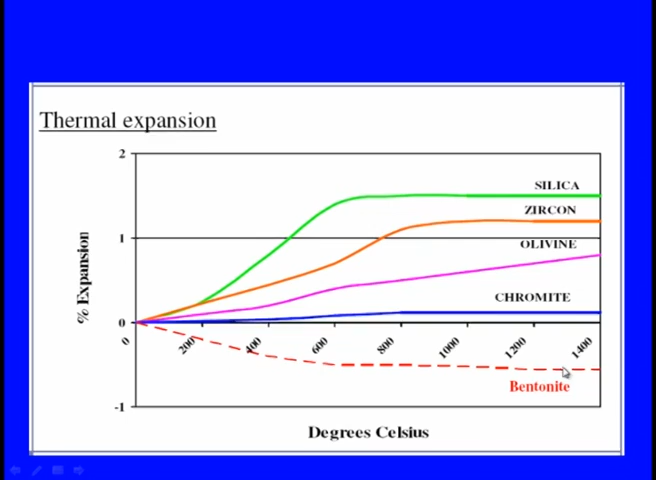 Thermal expansion
2
SILICA
ZIRCON
1
OLIVINE
% Expansion
CHROMITE
0
0 200 400 600 800 1000 1200 1400
Bentonite
-1
Degrees Celsius